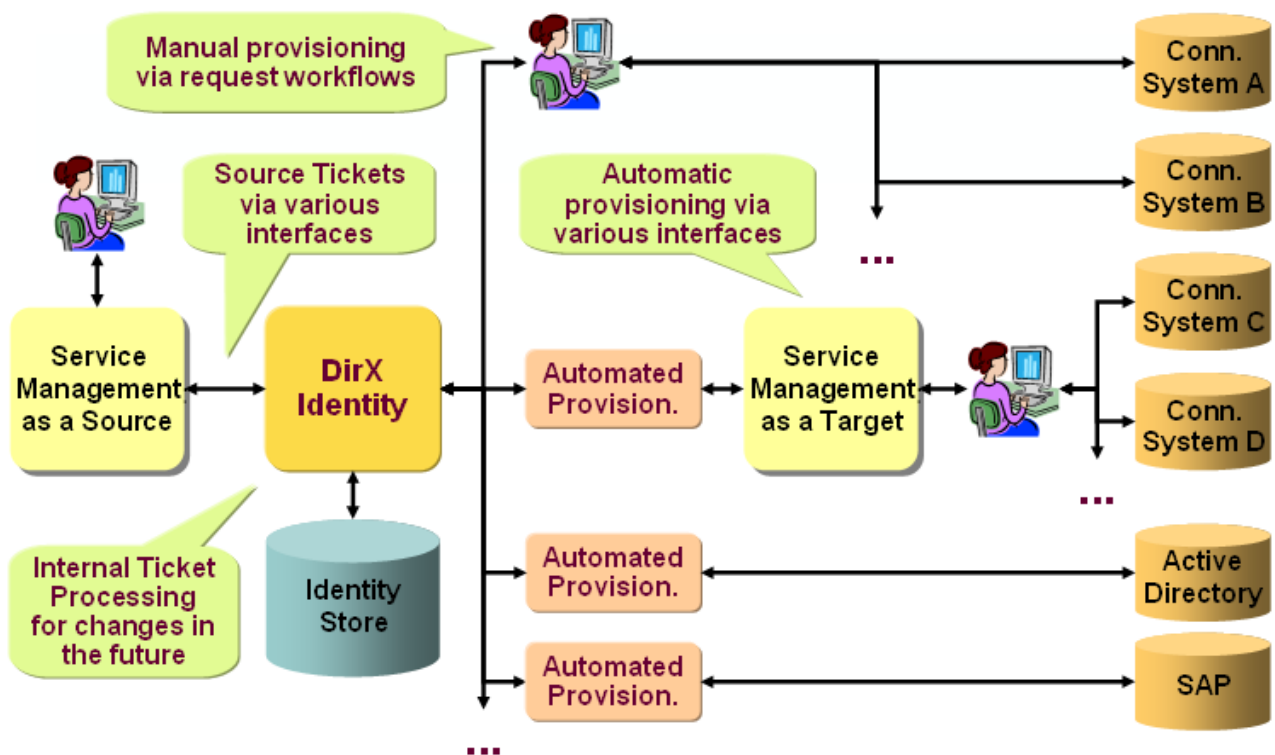 Manual provisioning
via request workflows
Conn.
System A
Source Tickets
via various
interfaces
Automatic
provisioning via
various interfaces
Conn.
System B
...
Service
Management
as a Source
DirX
Identity
Automated
Provision.
Service
Management
as a Target
Conn.
System C
Conn.
System D
...
Internal Ticket
Processing
for changes in
the future
Identity
Store
Automated
Provision.
Active
Directory
Automated
Provision.
SAP
...